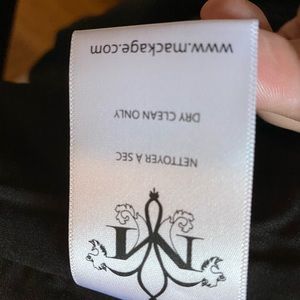 NETTOYER À SEC
DRY CLEAN ONLY
www.mackage.com